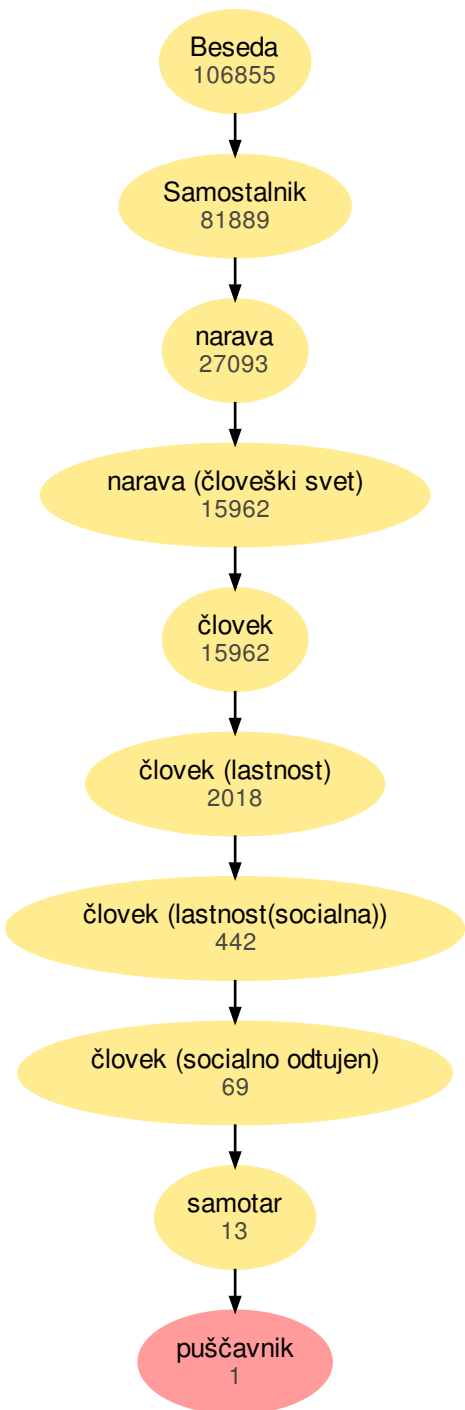 Beseda
106855
Samostalnik
81889
narava
27093
narava (človeški svet)
15962
človek
15962
človek (lastnost)
2018
človek (lastnost(socialna))
442
človek (socialno odtujen)
69
samotar
13
puščavnik
1